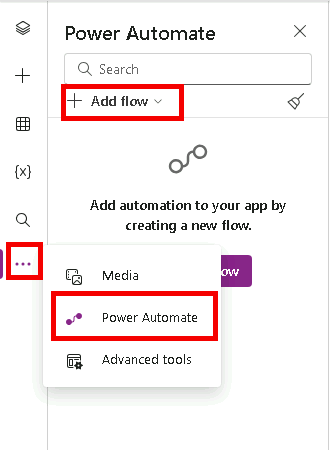 Power Automate
Search
Add flow
{x}
Add automation to your app by
creating a new flow.
Media
Power Automate
Advanced tools